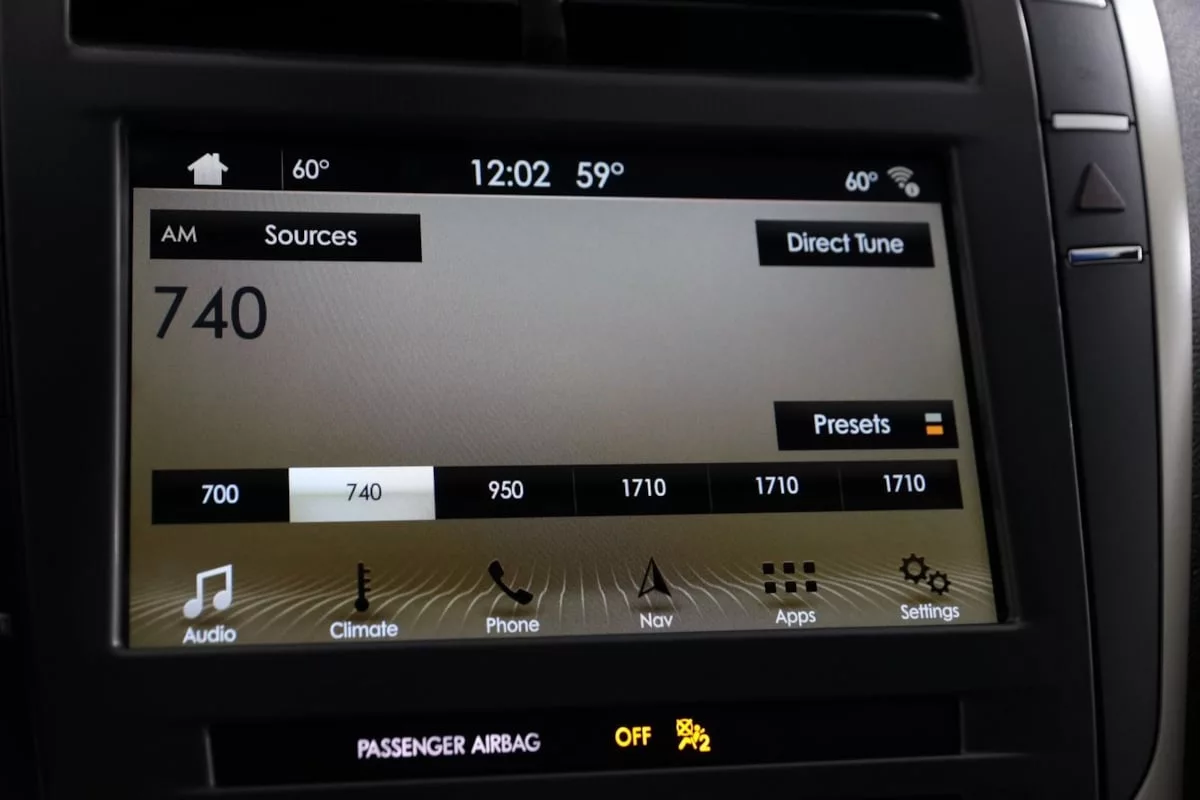 60° 12:02 59° 60°
AM Sources Direct Tune
740
Presets
700 740 950 1710 1710 1710
Audio Climate Phone Nav Apps Settings
PASSENGER AIRBAG OFF 2